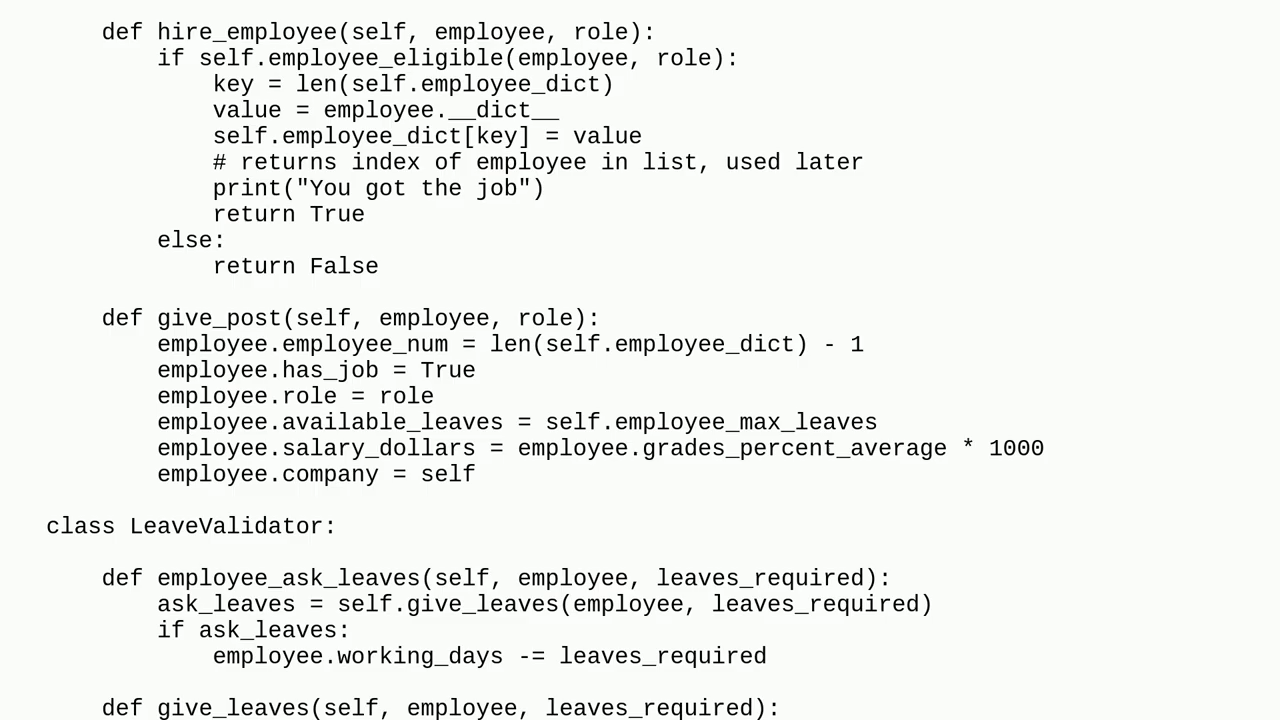 def hire_employee(self, employee, role):
if self.employee_eligible(employee, role):
key = len(self.employee_dict)
value = employee.__dict__
self.employee_dict[key] = value
# returns index of employee in list, used later
print("You got the job")
return True
else:
return False
def give_post(self, employee, role):
employee.employee_num = len(self.employee_dict) - 1
employee.has_job = True
employee.role = role
employee.available_leaves = self.employee_max_leaves
employee.salary_dollars = employee.grades_percent_average * 1000
employee.company = self
class LeaveValidator:
def employee_ask_leaves(self, employee, leaves_required):
ask_leaves = self.give_leaves(employee, leaves_required)
if ask_leaves:
employee.working_days -= leaves_required
def give_leaves(self, employee, leaves_required):